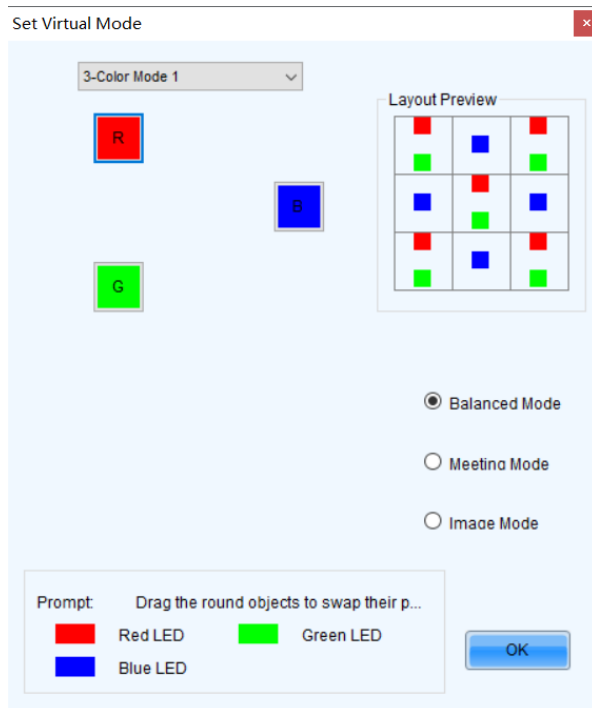 Set Virtual Mode
3-Color Mode 1
Layout Preview
R
B
G
Balanced Mode
Meeting Mode
Image Mode
Prompt: Drag the round objects to swap their p...
Red LED Green LED
Blue LED
OK